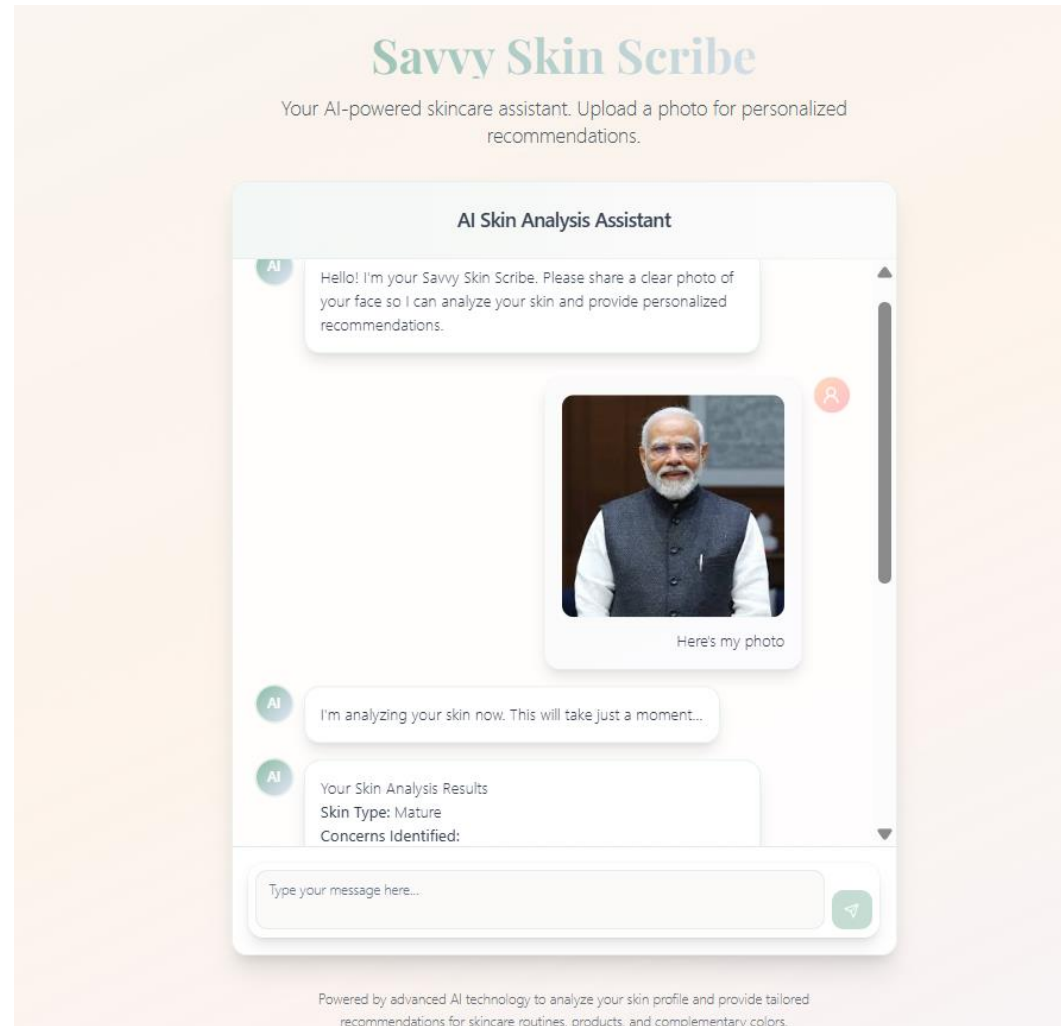 Savvy Skin Scribe
Your AI-powered skincare assistant. Upload a photo for personalized
recommendations.
AI Skin Analysis Assistant
AI
Hello! I'm your Savvy Skin Scribe. Please share a clear photo of
your face so I can analyze your skin and provide personalized
recommendations.
Here's my photo
AI
I'm analyzing your skin now. This will take just a moment...
AI
Your Skin Analysis Results
Skin Type: Mature
Concerns Identified:
Type your message here...
Powered by advanced AI technology to analyze your skin profile and provide tailored
recommendations for skincare routines, products, and complementary colors.